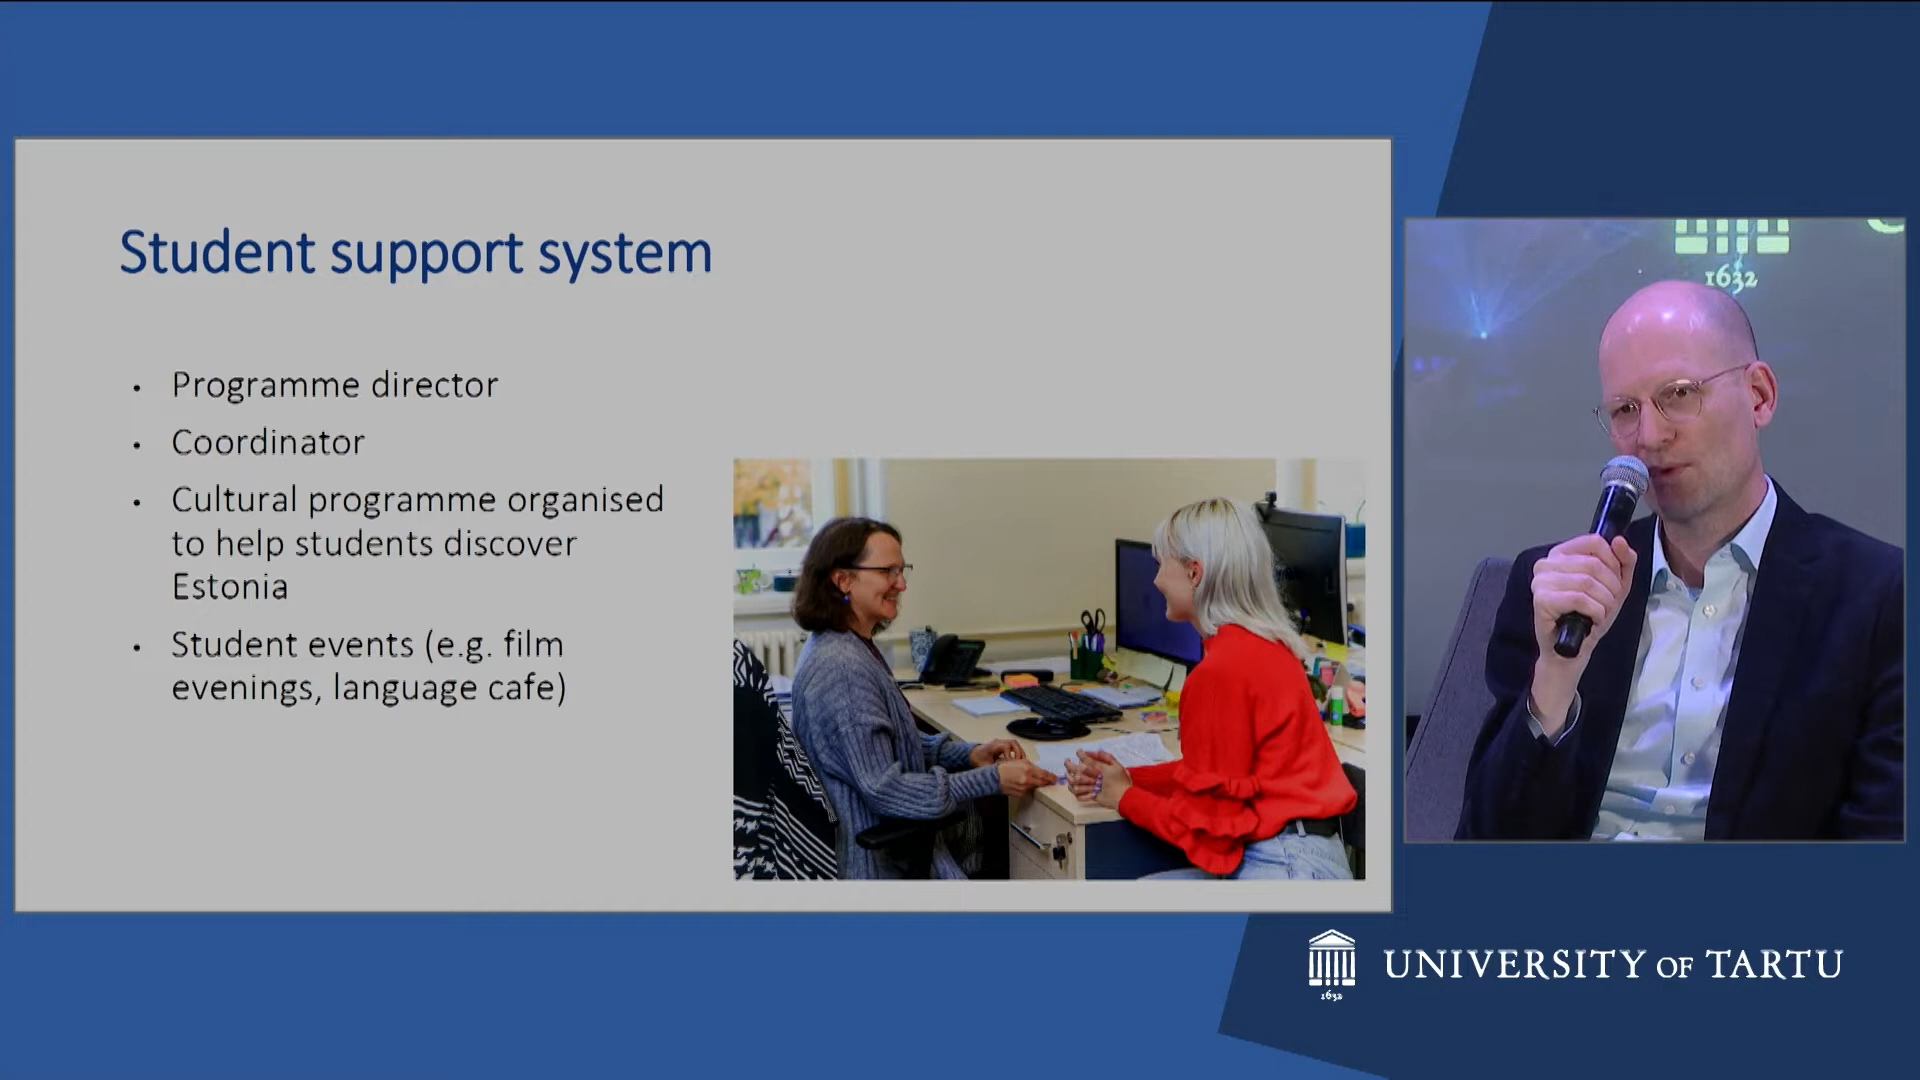 Student support system
• Programme director
• Coordinator
• Cultural programme organised
to help students discover
Estonia
• Student events (e.g. film
evenings, language cafe)
1632
UNIVERSITY OF TARTU
1632